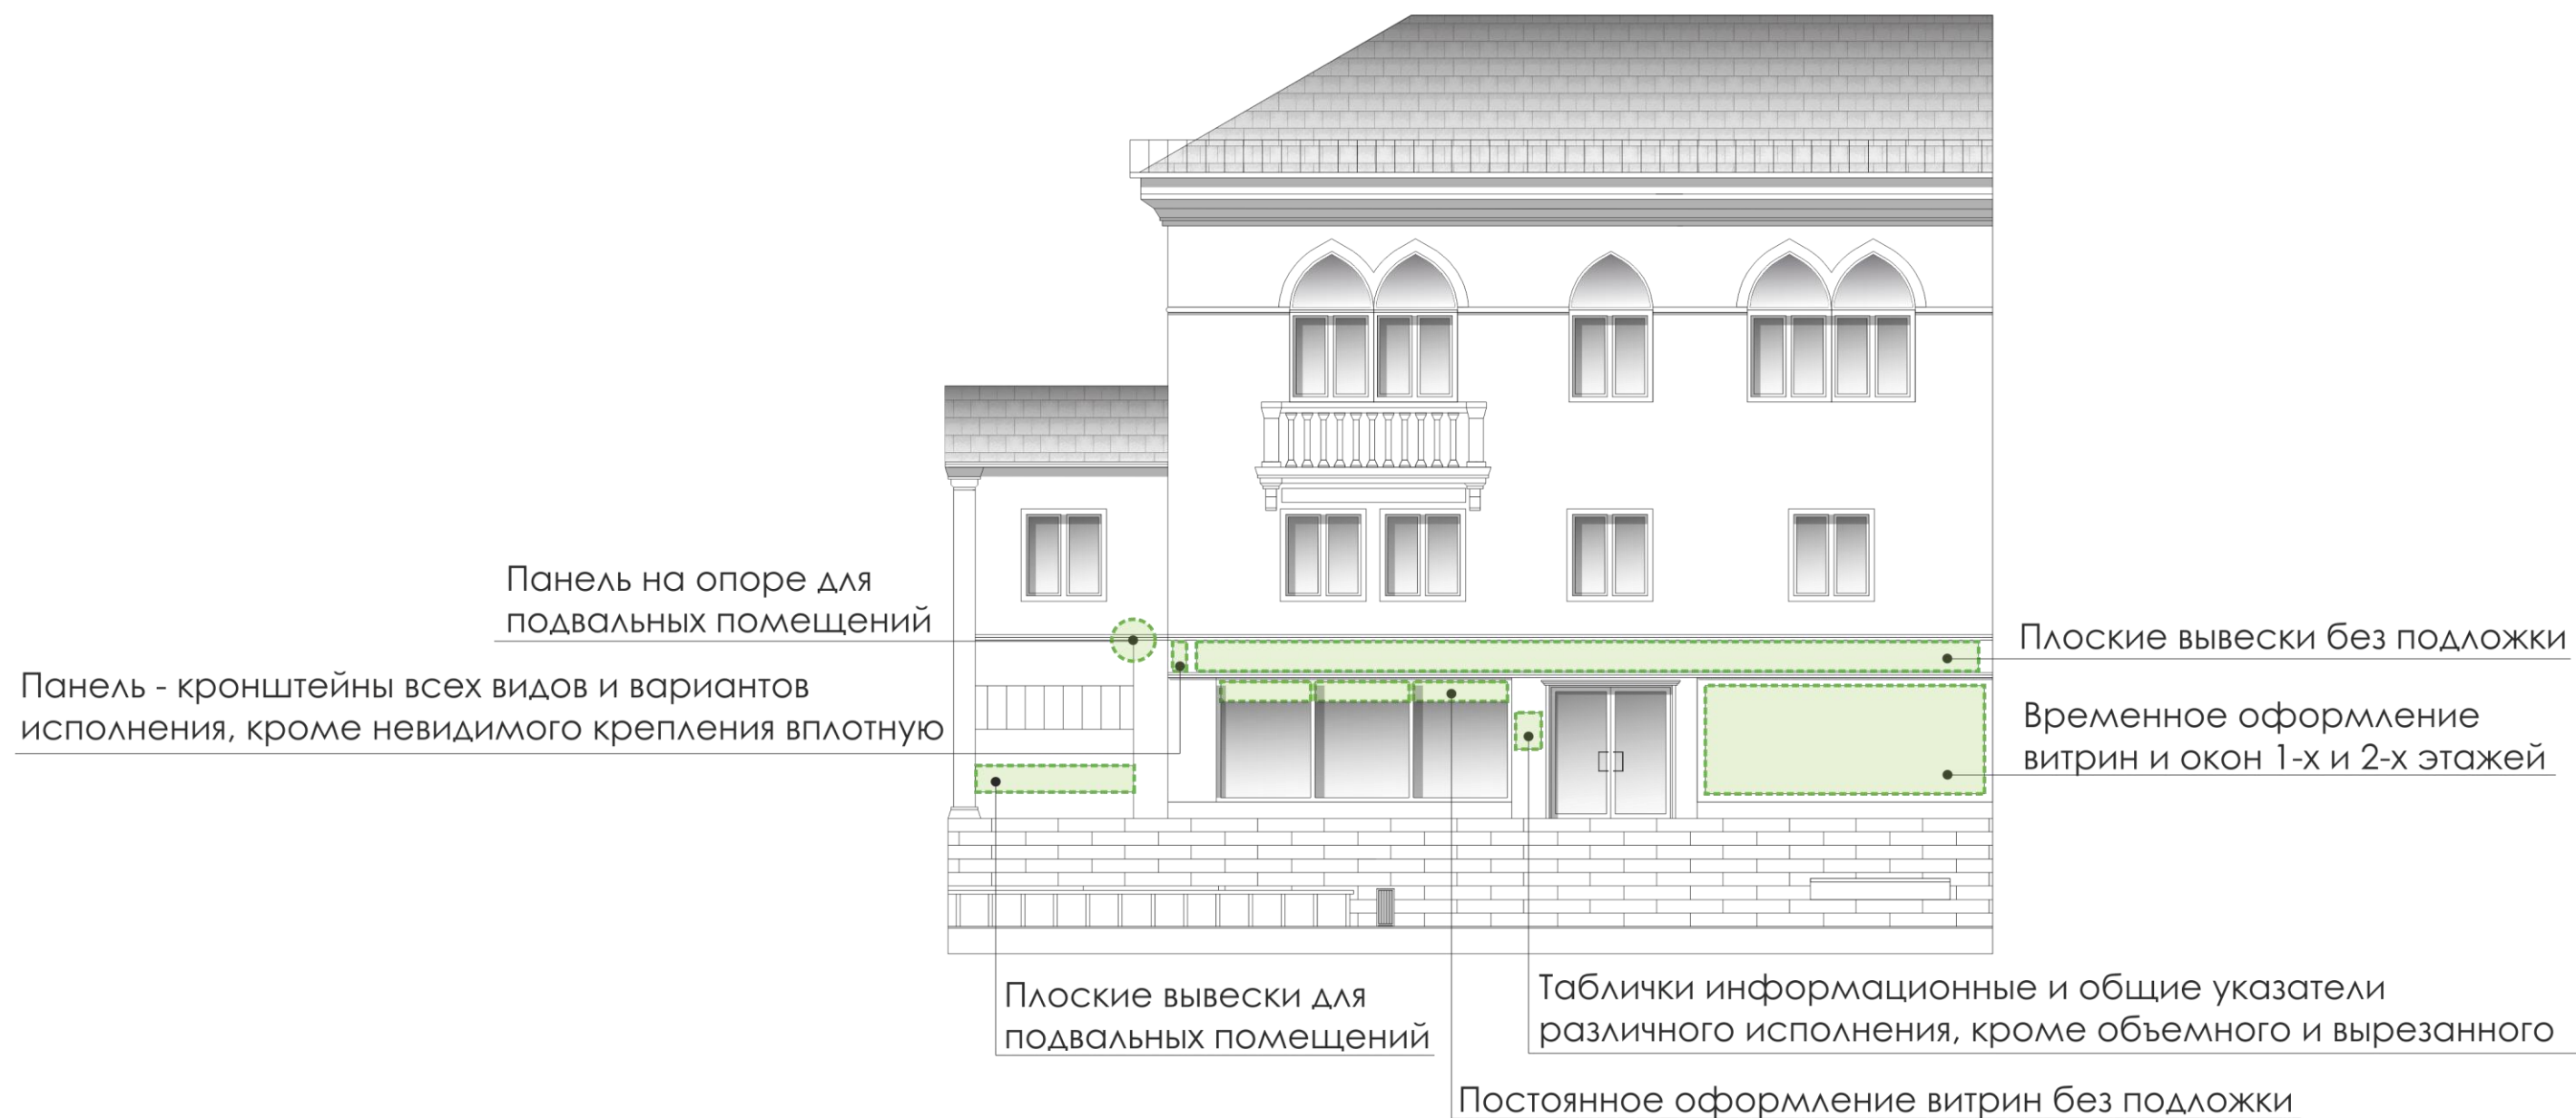 Панель на опоре для
подвальных помещений
Панель - кронштейны всех видов и вариантов
исполнения, кроме невидимого крепления вплотную
Плоские вывески без подложки
Временное оформление
витрин и окон 1-х и 2-х этажей
Плоские вывески для
подвальных помещений
Таблички информационные и общие указатели
различного исполнения, кроме объемного и вырезанного
Постоянное оформление витрин без подложки